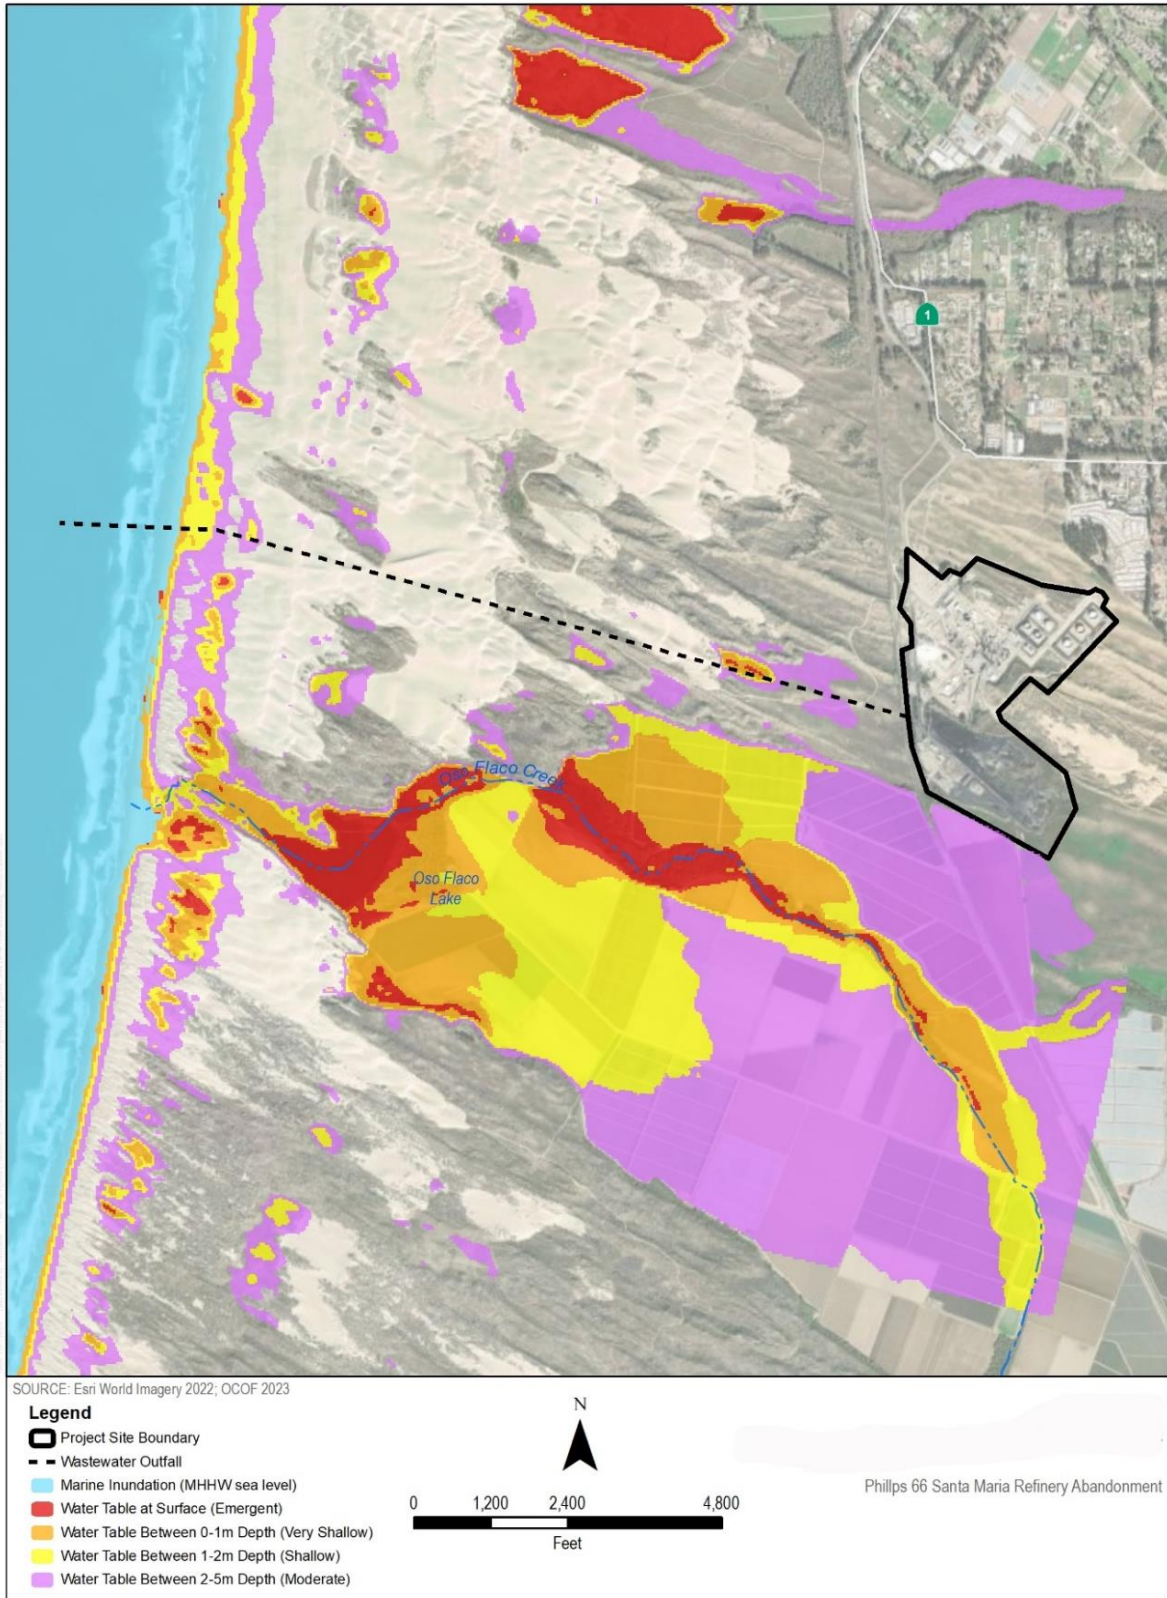 1
Oso Flaco Creek
Oso Flaco
Lake
SOURCE: Esri World Imagery 2022; OCOF 2023
Legend
Project Site Boundary
Wastewater Outfall
Marine Inundation (MHHW sea level)
Water Table at Surface (Emergent)
Water Table Between 0-1m Depth (Very Shallow)
Water Table Between 1-2m Depth (Shallow)
Water Table Between 2-5m Depth (Moderate)
N
0 1,200 2,400 4,800
Feet
Phillps 66 Santa Maria Refinery Abandonment